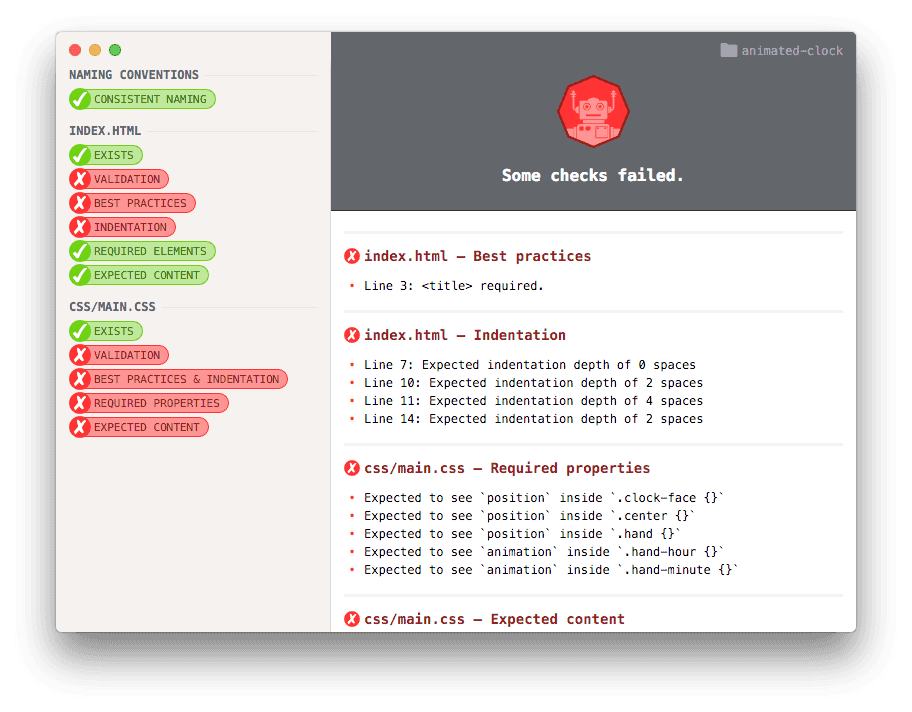 NAMING CONVENTIONS
CONSISTENT NAMING
INDEX.HTML
EXISTS
VALIDATION
BEST PRACTICES
INDENTATION
REQUIRED ELEMENTS
EXPECTED CONTENT
CSS/MAIN.CSS
EXISTS
VALIDATION
BEST PRACTICES & INDENTATION
REQUIRED PROPERTIES
EXPECTED CONTENT
animated-clock
Some checks failed.
index.html — Best practices
• Line 3: <title> required.
index.html — Indentation
• Line 7: Expected indentation depth of 0 spaces
• Line 10: Expected indentation depth of 2 spaces
• Line 11: Expected indentation depth of 4 spaces
• Line 14: Expected indentation depth of 2 spaces
css/main.css — Required properties
• Expected to see `position` inside `.clock-face {}`
• Expected to see `position` inside `.center {}`
• Expected to see `position` inside `.hand {}`
• Expected to see `animation` inside `.hand-hour {}`
• Expected to see `animation` inside `.hand-minute {}`
css/main.css — Expected content